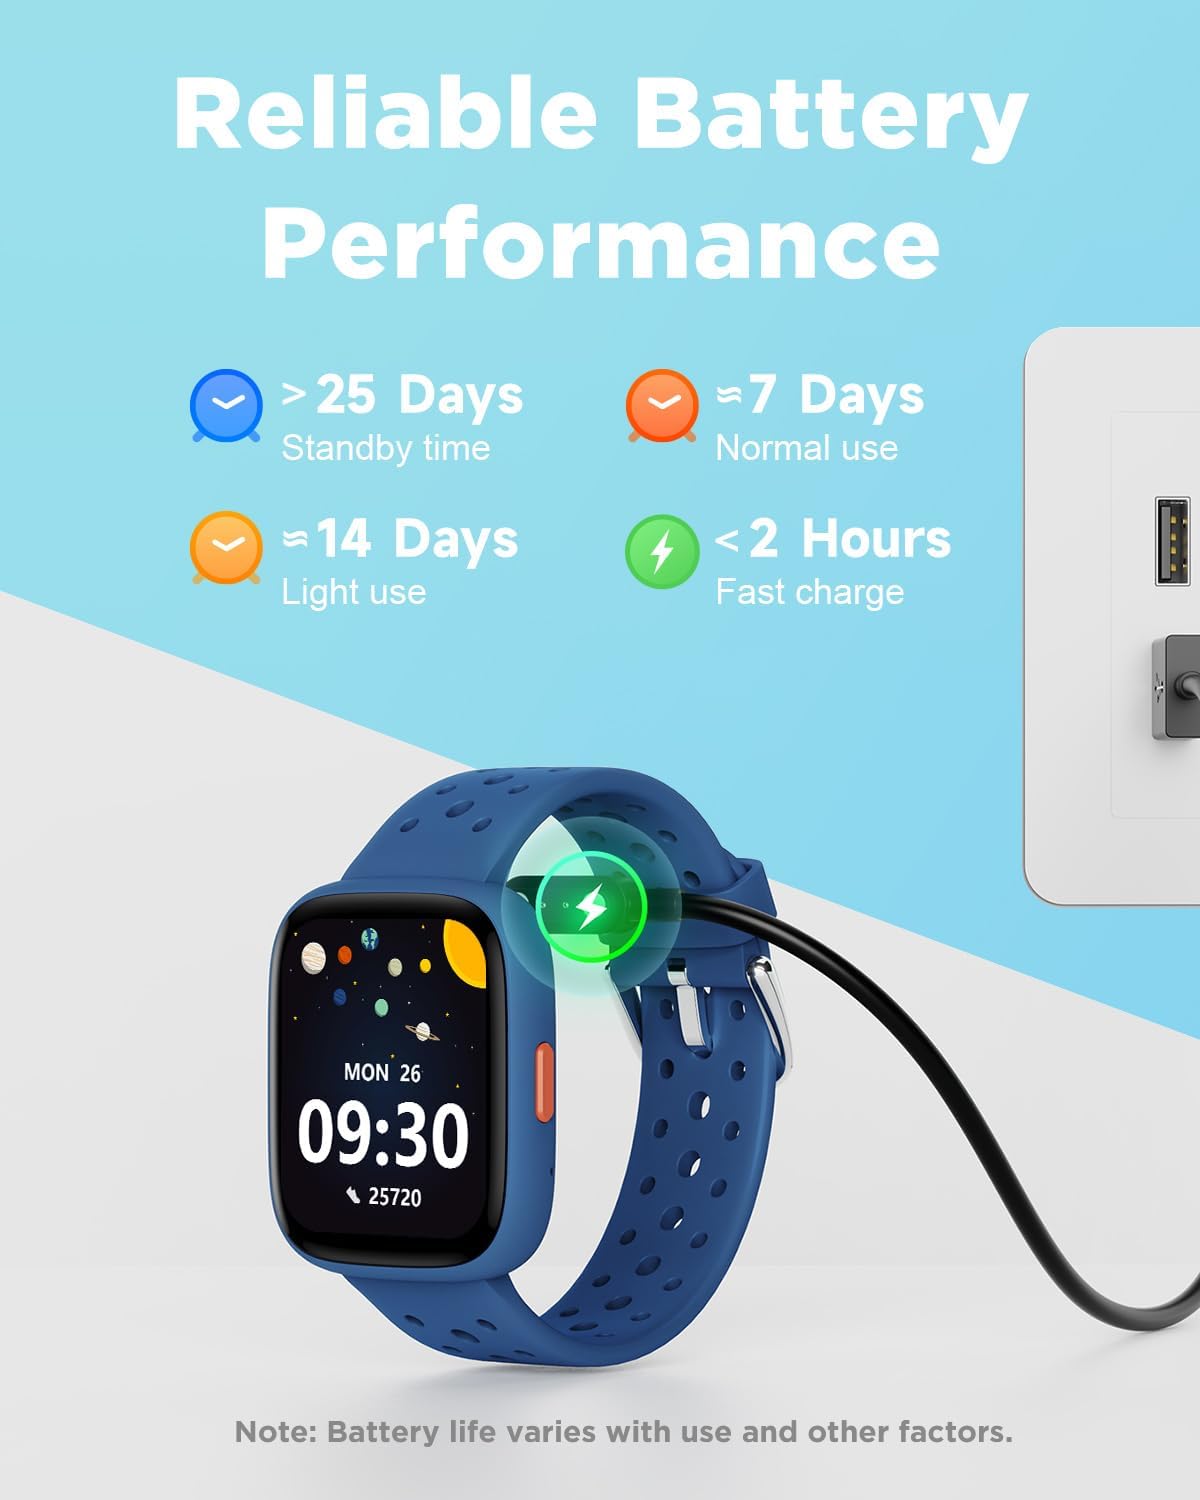 Reliable Battery
Performance
>25 Days
Standby time
≈7 Days
Normal use
≈14 Days
Light use
<2 Hours
Fast charge
MON 26
09:30
25720
Note: Battery life varies with use and other factors.